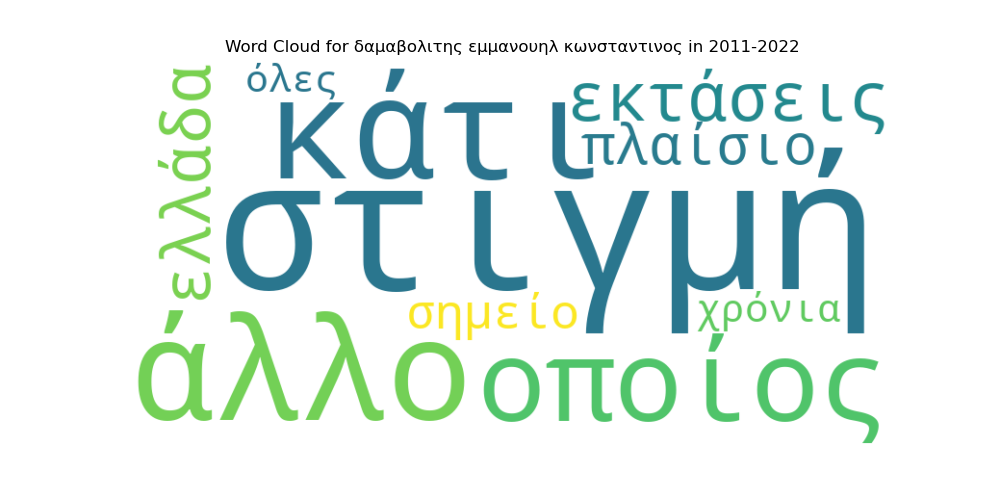 Word Cloud for δαμαβολιτης εμμανουηλ κωνσταντινος in 2011-2022
όλες
κάτι
εκτάσεις
πλαίσιο
ελλάδα
στιγμή
σημείο
χρόνια
άλλο
οποίος